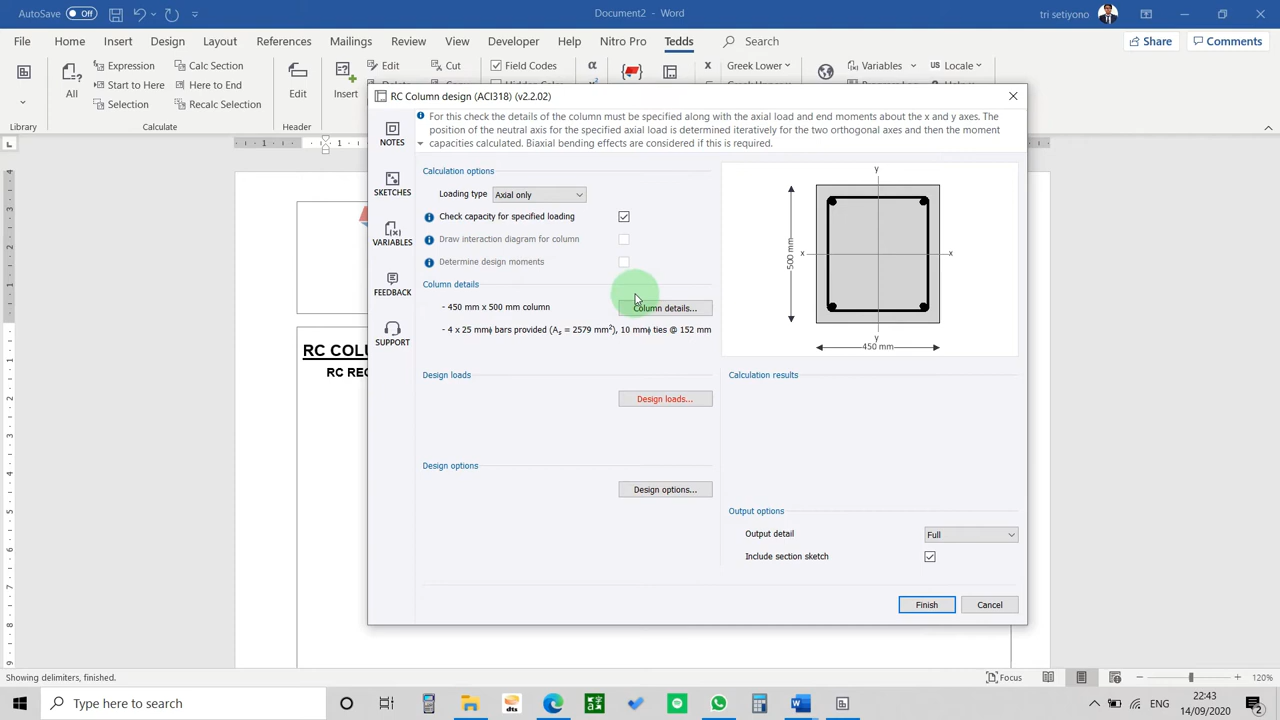 AutoSave Off Document2 - Word tri setiyono
File Home Insert Design Layout References Mailings Review View Developer Help Nitro Pro Tedds Search Share Comments
Expression Selection Edit Cut Field Codes α Greek Lower Variables Locale
All Start to Here Here to End Edit Insert
Selection Recalc Selection
Library Calculate Header
RC Column design (ACI318) (v2.2.02)
For this check the details of the column must be specified along with the axial load and end moments about the x and y axes. The
position of the neutral axis for the specified axial load is determined iteratively for the two orthogonal axes and then the moment
capacities calculated. Biaxial bending effects are considered if this is required.
NOTES
SKETCHES
VARIABLES
FEEDBACK
SUPPORT
Calculation options
Loading type Axial only
Check capacity for specified loading
Draw interaction diagram for column
Determine design moments
Column details
- 450 mm x 500 mm column Column details...
- 4 x 25 mmϕ bars provided (As = 2579 mm2), 10 mmϕ ties @ 152 mm
Design loads
Design loads...
Design options
Design options...
y
500 mm
x x
y
450 mm
Calculation results
Output options
Output detail Full
Include section sketch
Finish Cancel
RC COLU
RC REC
Showing delimiters, finished. Focus 120%
Type here to search dts ENG 22:43
14/09/2020 2